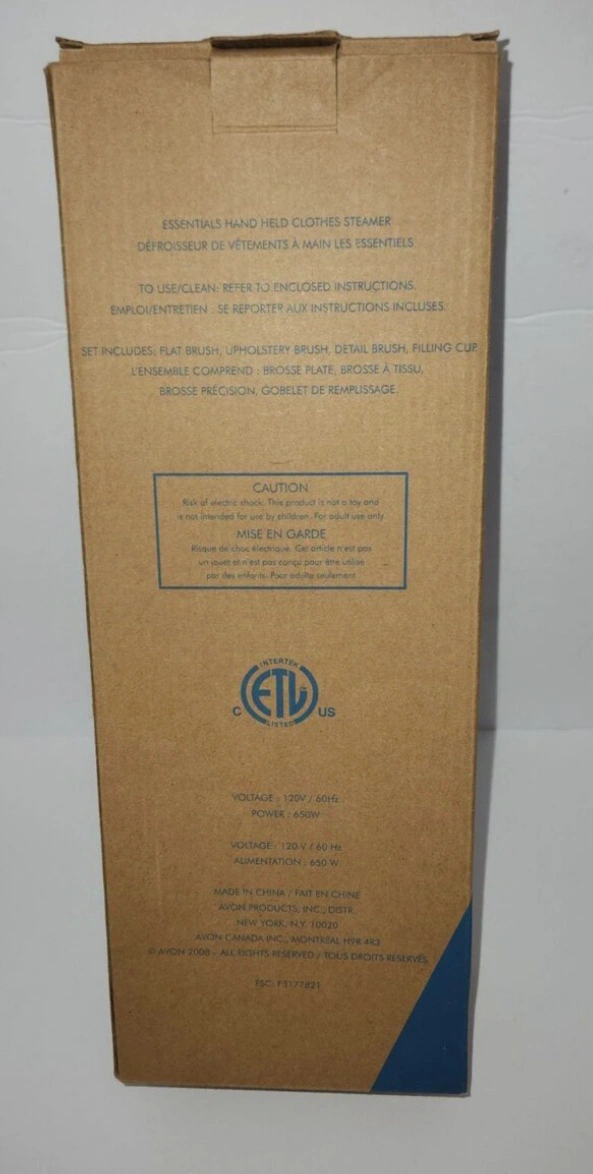 ESSENTIALS HAND HELD CLOTHES STEAMER
DÉFROISSEUR DE VÊTEMENTS À MAIN LES ESSENTIELS
TO USE/CLEAN: REFER TO ENCLOSED INSTRUCTIONS.
EMPLOI/ENTRETIEN : SE REPORTER AUX INSTRUCTIONS INCLUSES.
SET INCLUDES: FLAT BRUSH, UPHOLSTERY BRUSH, DETAIL BRUSH, FILLING CUP.
L'ENSEMBLE COMPREND : BROSSE PLATE, BROSSE À TISSU,
BROSSE PRÉCISION, GOBELET DE REMPLISSAGE.
CAUTION
Risk of electric shock. This product is not a toy and
is not intended for use by children. For adult use only.
MISE EN GARDE
Risque de choc électrique. Cet article n'est pas
un jouet et n'est pas conçu pour être utilisé
par des enfants. Pour adulte seulement.
INTERTEK
ETL
C US
LISTED
VOLTAGE : 120V / 60Hz
POWER : 650W
VOLTAGE : 120 V / 60 Hz
ALIMENTATION : 650 W
MADE IN CHINA / FAIT EN CHINE
AVON PRODUCTS, INC., DISTR.
NEW YORK, N.Y. 10020
AVON CANADA INC., MONTRÉAL H9R 4R3
© AVON 2008 - ALL RIGHTS RESERVED / TOUS DROITS RÉSERVÉS.
FSC: F3177821